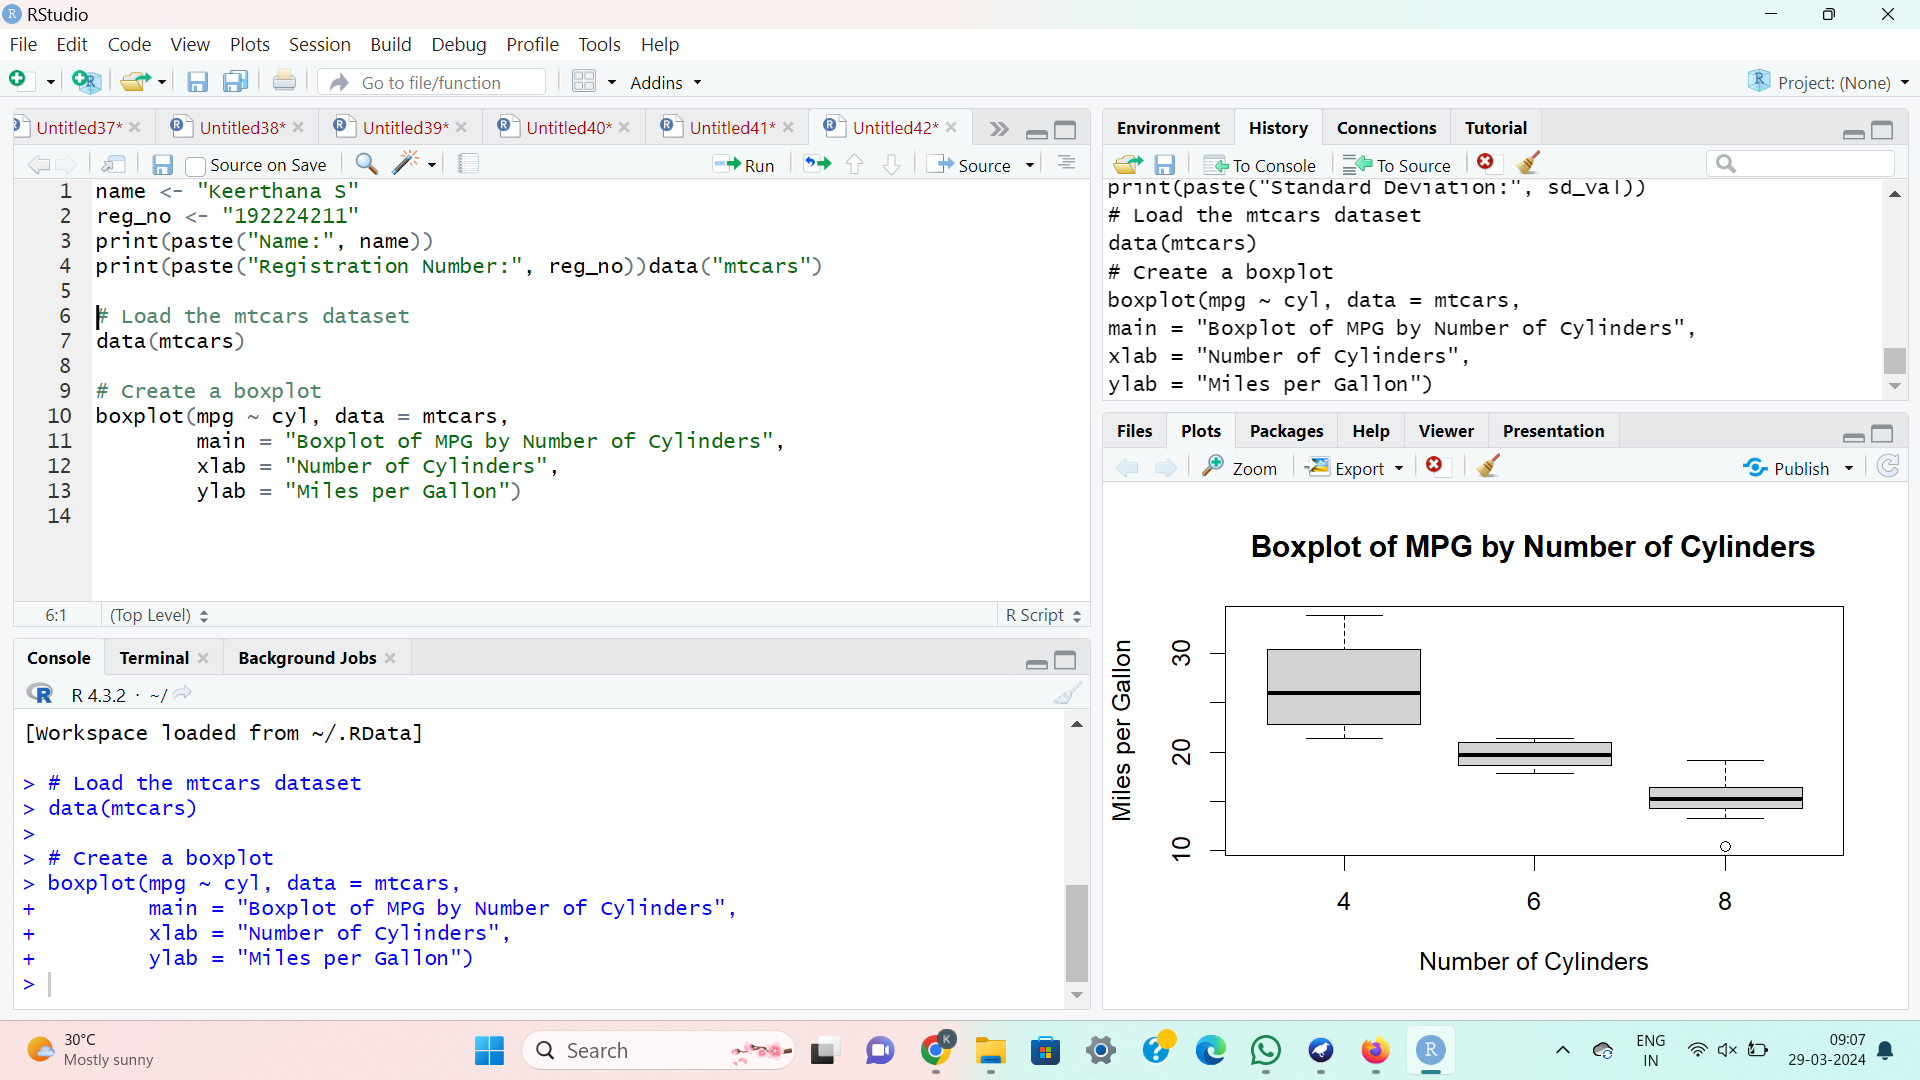 RStudio
File Edit Code View Plots Session Build Debug Profile Tools Help
Go to file/function Addins Project: (None)
Untitled37* Untitled38* Untitled39* Untitled40* Untitled41* Untitled42*
Source on Save Run Source
1 name <- "Keerthana S"
2 reg_no <- "192224211"
3 print(paste("Name:", name))
4 print(paste("Registration Number:", reg_no))data("mtcars")
5
6 # Load the mtcars dataset
7 data(mtcars)
8
9 # Create a boxplot
10 boxplot(mpg ~ cyl, data = mtcars,
11 main = "Boxplot of MPG by Number of Cylinders",
12 xlab = "Number of Cylinders",
13 ylab = "Miles per Gallon")
14
6:1 (Top Level) R Script
Console Terminal Background Jobs
R 4.3.2 · ~/
[Workspace loaded from ~/.RData]
> # Load the mtcars dataset
> data(mtcars)
>
> # Create a boxplot
> boxplot(mpg ~ cyl, data = mtcars,
+ main = "Boxplot of MPG by Number of Cylinders",
+ xlab = "Number of Cylinders",
+ ylab = "Miles per Gallon")
>
Environment History Connections Tutorial
To Console To Source
print(paste("Standard Deviation:", sd_val))
# Load the mtcars dataset
data(mtcars)
# Create a boxplot
boxplot(mpg ~ cyl, data = mtcars,
main = "Boxplot of MPG by Number of Cylinders",
xlab = "Number of Cylinders",
ylab = "Miles per Gallon")
Files Plots Packages Help Viewer Presentation
Zoom Export Publish
Boxplot of MPG by Number of Cylinders
Miles per Gallon
30
20
10
4 6 8
Number of Cylinders
30°C
Mostly sunny
Search
K
ENG
IN
09:07
29-03-2024